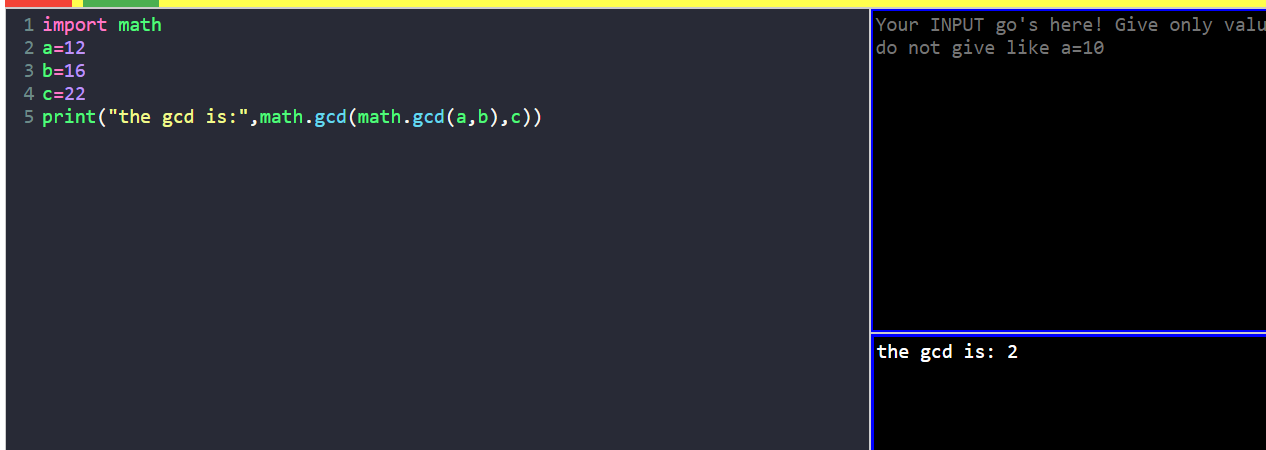 1 import math
2 a=12
3 b=16
4 c=22
5 print("the gcd is:",math.gcd(math.gcd(a,b),c))
Your INPUT go's here! Give only valu
do not give like a=10
the gcd is: 2